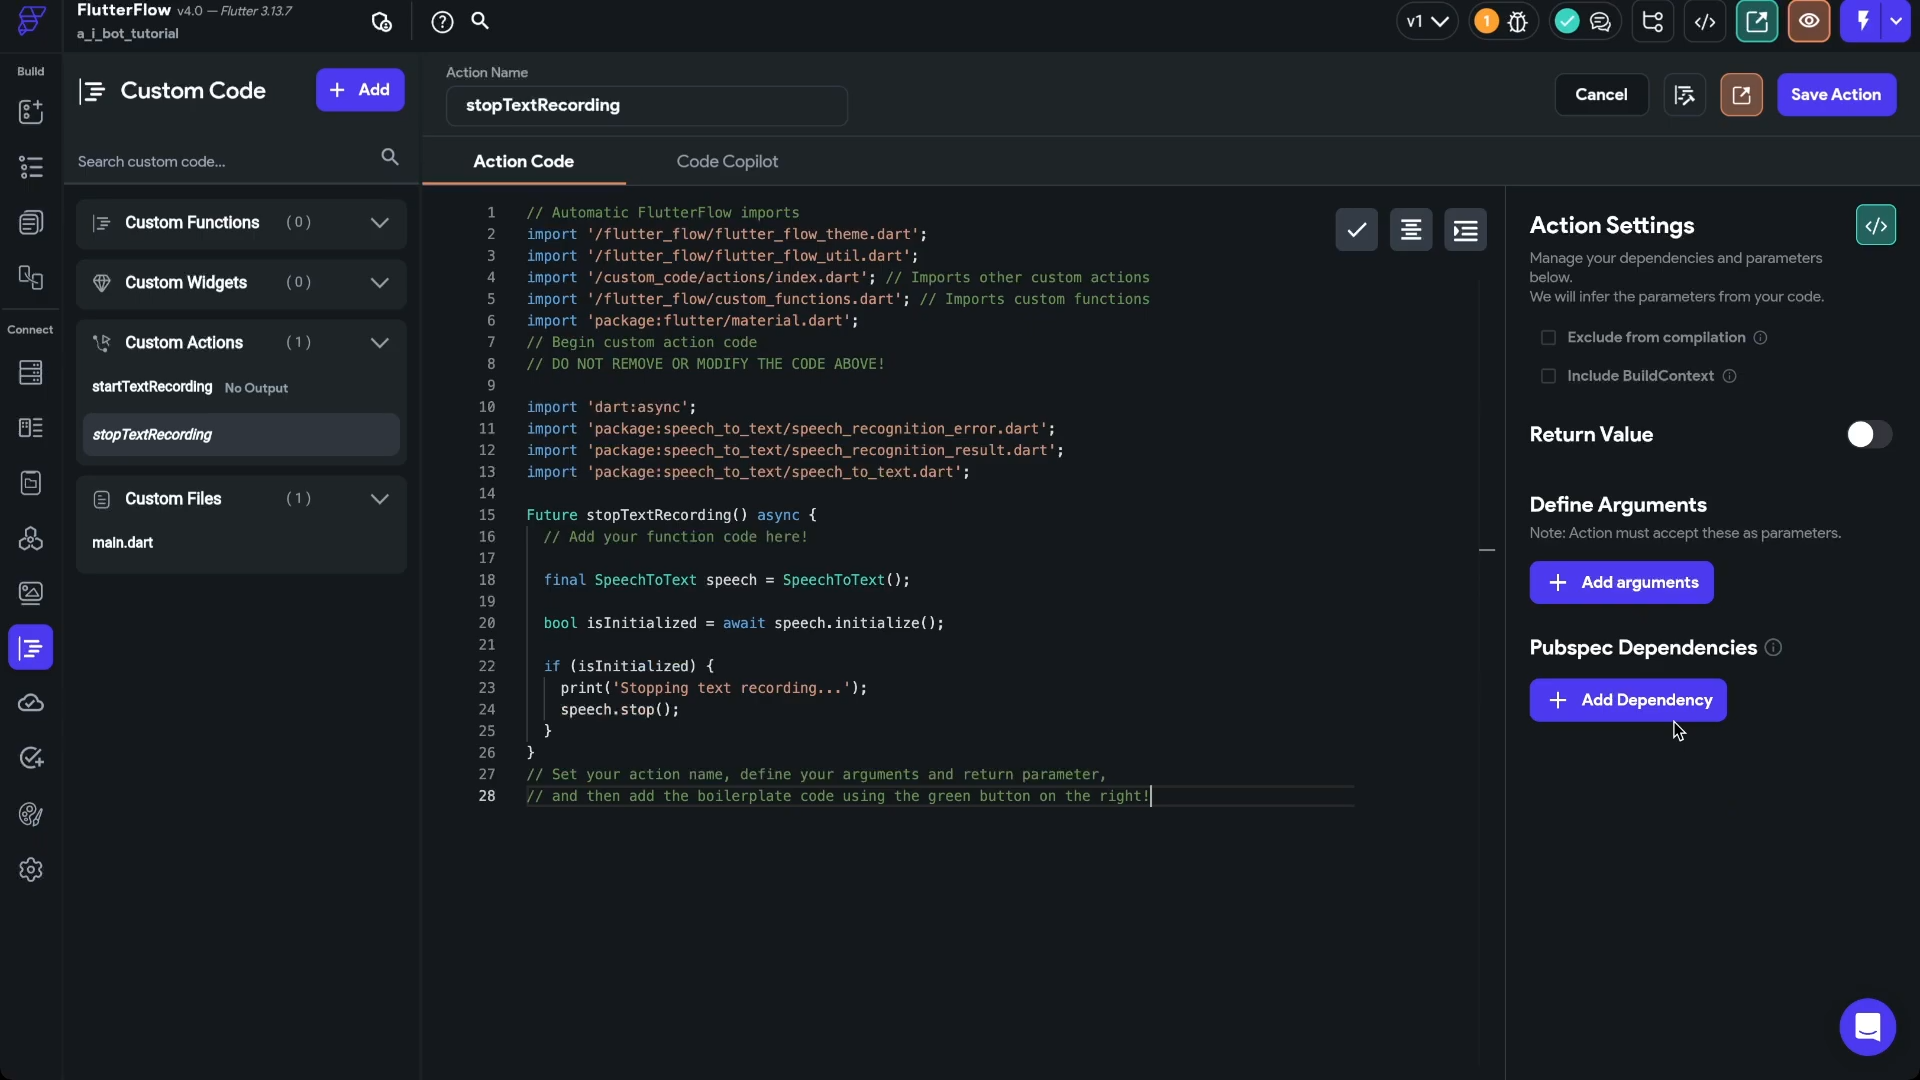 FlutterFlow v4.0 — Flutter 3.13.7
a_i_bot_tutorial
v1
1
Build
Connect
Custom Code
+ Add
Search custom code...
Custom Functions (0)
Custom Widgets (0)
Custom Actions (1)
startTextRecording No Output
stopTextRecording
Custom Files (1)
main.dart
Action Name
stopTextRecording
Cancel
Save Action
Action Code
Code Copilot
1 // Automatic FlutterFlow imports
2 import '/flutter_flow/flutter_flow_theme.dart';
3 import '/flutter_flow/flutter_flow_util.dart';
4 import '/custom_code/actions/index.dart'; // Imports other custom actions
5 import '/flutter_flow/custom_functions.dart'; // Imports custom functions
6 import 'package:flutter/material.dart';
7 // Begin custom action code
8 // DO NOT REMOVE OR MODIFY THE CODE ABOVE!
9
10 import 'dart:async';
11 import 'package:speech_to_text/speech_recognition_error.dart';
12 import 'package:speech_to_text/speech_recognition_result.dart';
13 import 'package:speech_to_text/speech_to_text.dart';
14
15 Future stopTextRecording() async {
16 // Add your function code here!
17
18 final SpeechToText speech = SpeechToText();
19
20 bool isInitialized = await speech.initialize();
21
22 if (isInitialized) {
23 print('Stopping text recording...');
24 speech.stop();
25 }
26 }
27 // Set your action name, define your arguments and return parameter,
28 // and then add the boilerplate code using the green button on the right!
Action Settings
</>
Manage your dependencies and parameters
below.
We will infer the parameters from your code.
Exclude from compilation
Include BuildContext
Return Value
Define Arguments
Note: Action must accept these as parameters.
+ Add arguments
Pubspec Dependencies
+ Add Dependency